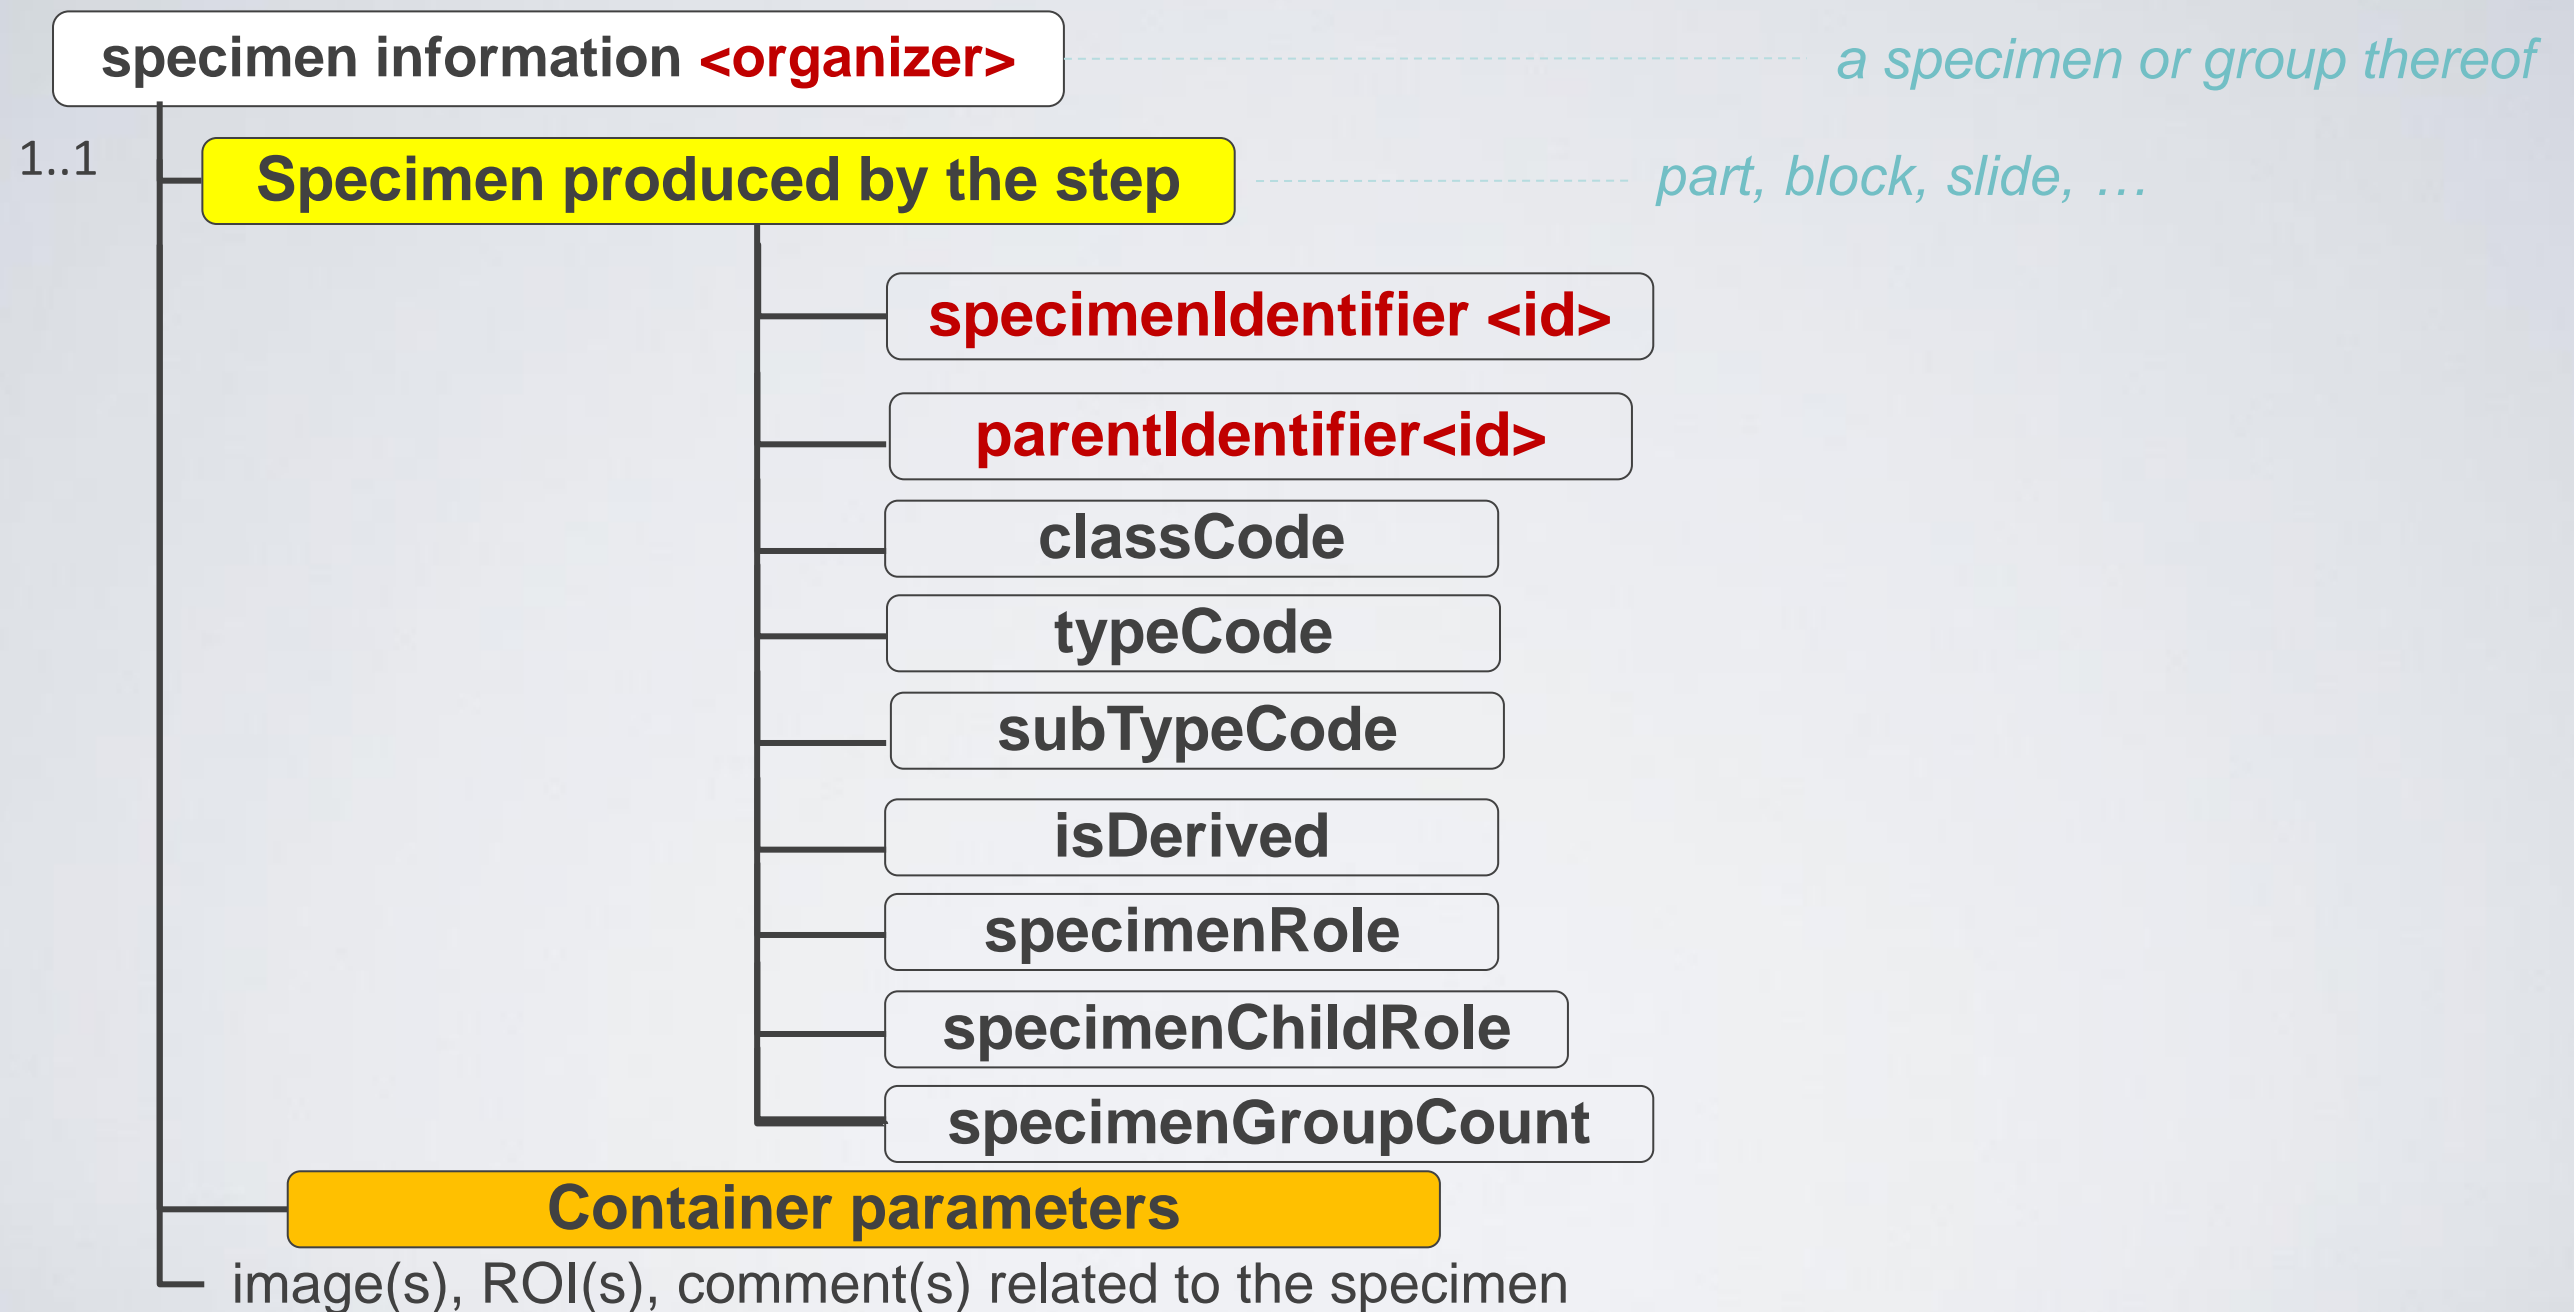 specimen information <organizer>
a specimen or group thereof
1..1
Specimen produced by the step
part, block, slide, …
specimenIdentifier <id>
parentIdentifier<id>
classCode
typeCode
subTypeCode
isDerived
specimenRole
specimenChildRole
specimenGroupCount
Container parameters
image(s), ROI(s), comment(s) related to the specimen